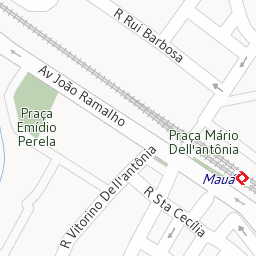 R Rui Barbosa
Av João Ramalho
Praça
Emídio
Perela
Praça Mário
Dell'antônia
Mauá
R Vitorino Dell'antônia
R Sta Cecília